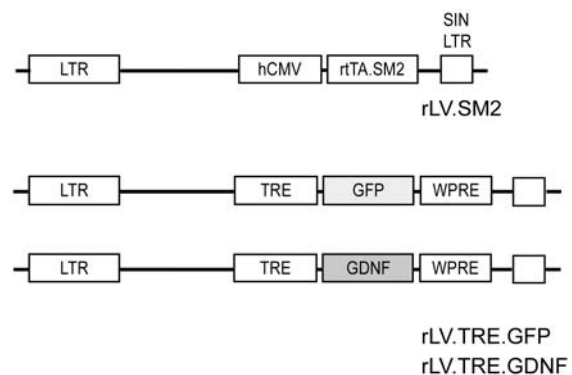 SIN
LTR
LTR hCMV rtTA.SM2
rLV.SM2
LTR TRE GFP WPRE
LTR TRE GDNF WPRE
rLV.TRE.GFP
rLV.TRE.GDNF